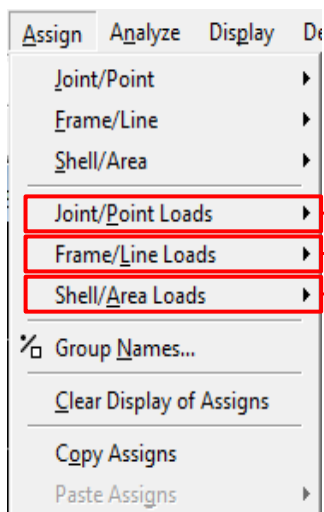 Assign Analyze Display De
Joint/Point
Frame/Line
Shell/Area
Joint/Point Loads
Frame/Line Loads
Shell/Area Loads
Group Names...
Clear Display of Assigns
Copy Assigns
Paste Assigns